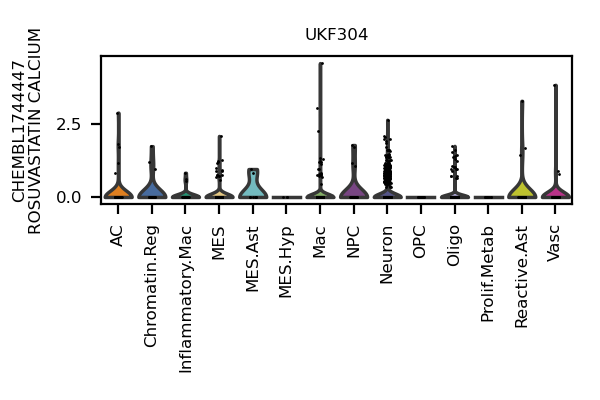 UKF304
CHEMBL1744447
ROSUVASTATIN CALCIUM
2.5
0.0
AC
Chromatin.Reg
Inflammatory.Mac
MES
MES.Ast
MES.Hyp
Mac
NPC
Neuron
OPC
Oligo
Prolif.Metab
Reactive.Ast
Vasc